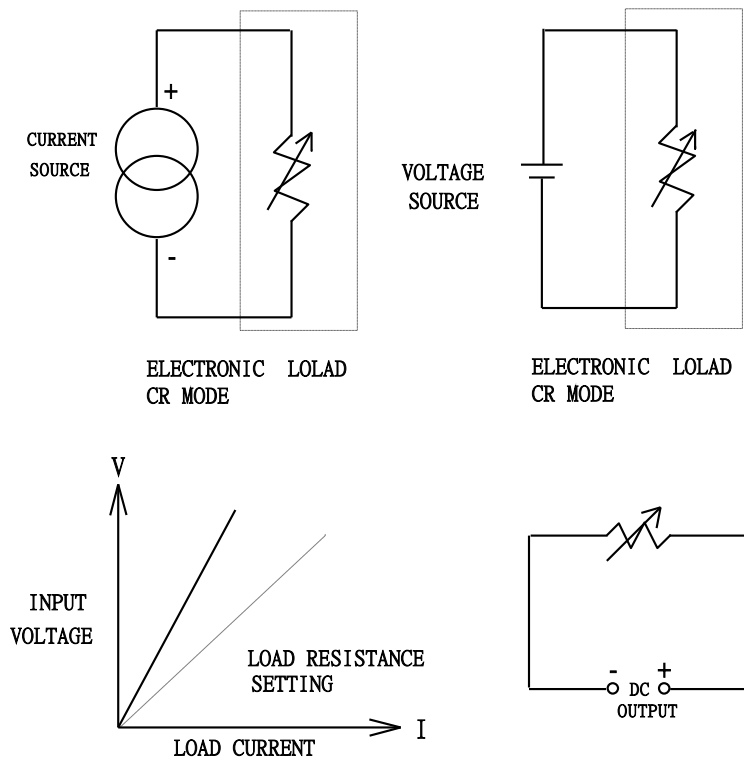 +
CURRENT
SOURCE
-
VOLTAGE
SOURCE
ELECTRONIC LOLAD
CR MODE
ELECTRONIC LOLAD
CR MODE
V
INPUT
VOLTAGE
LOAD RESISTANCE
SETTING
I
LOAD CURRENT
- DC +
OUTPUT